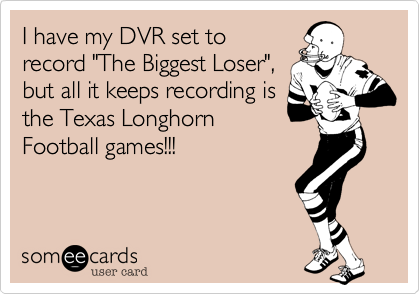 I have my DVR set to
record "The Biggest Loser",
but all it keeps recording is
the Texas Longhorn
Football games!!!
someecards
user card